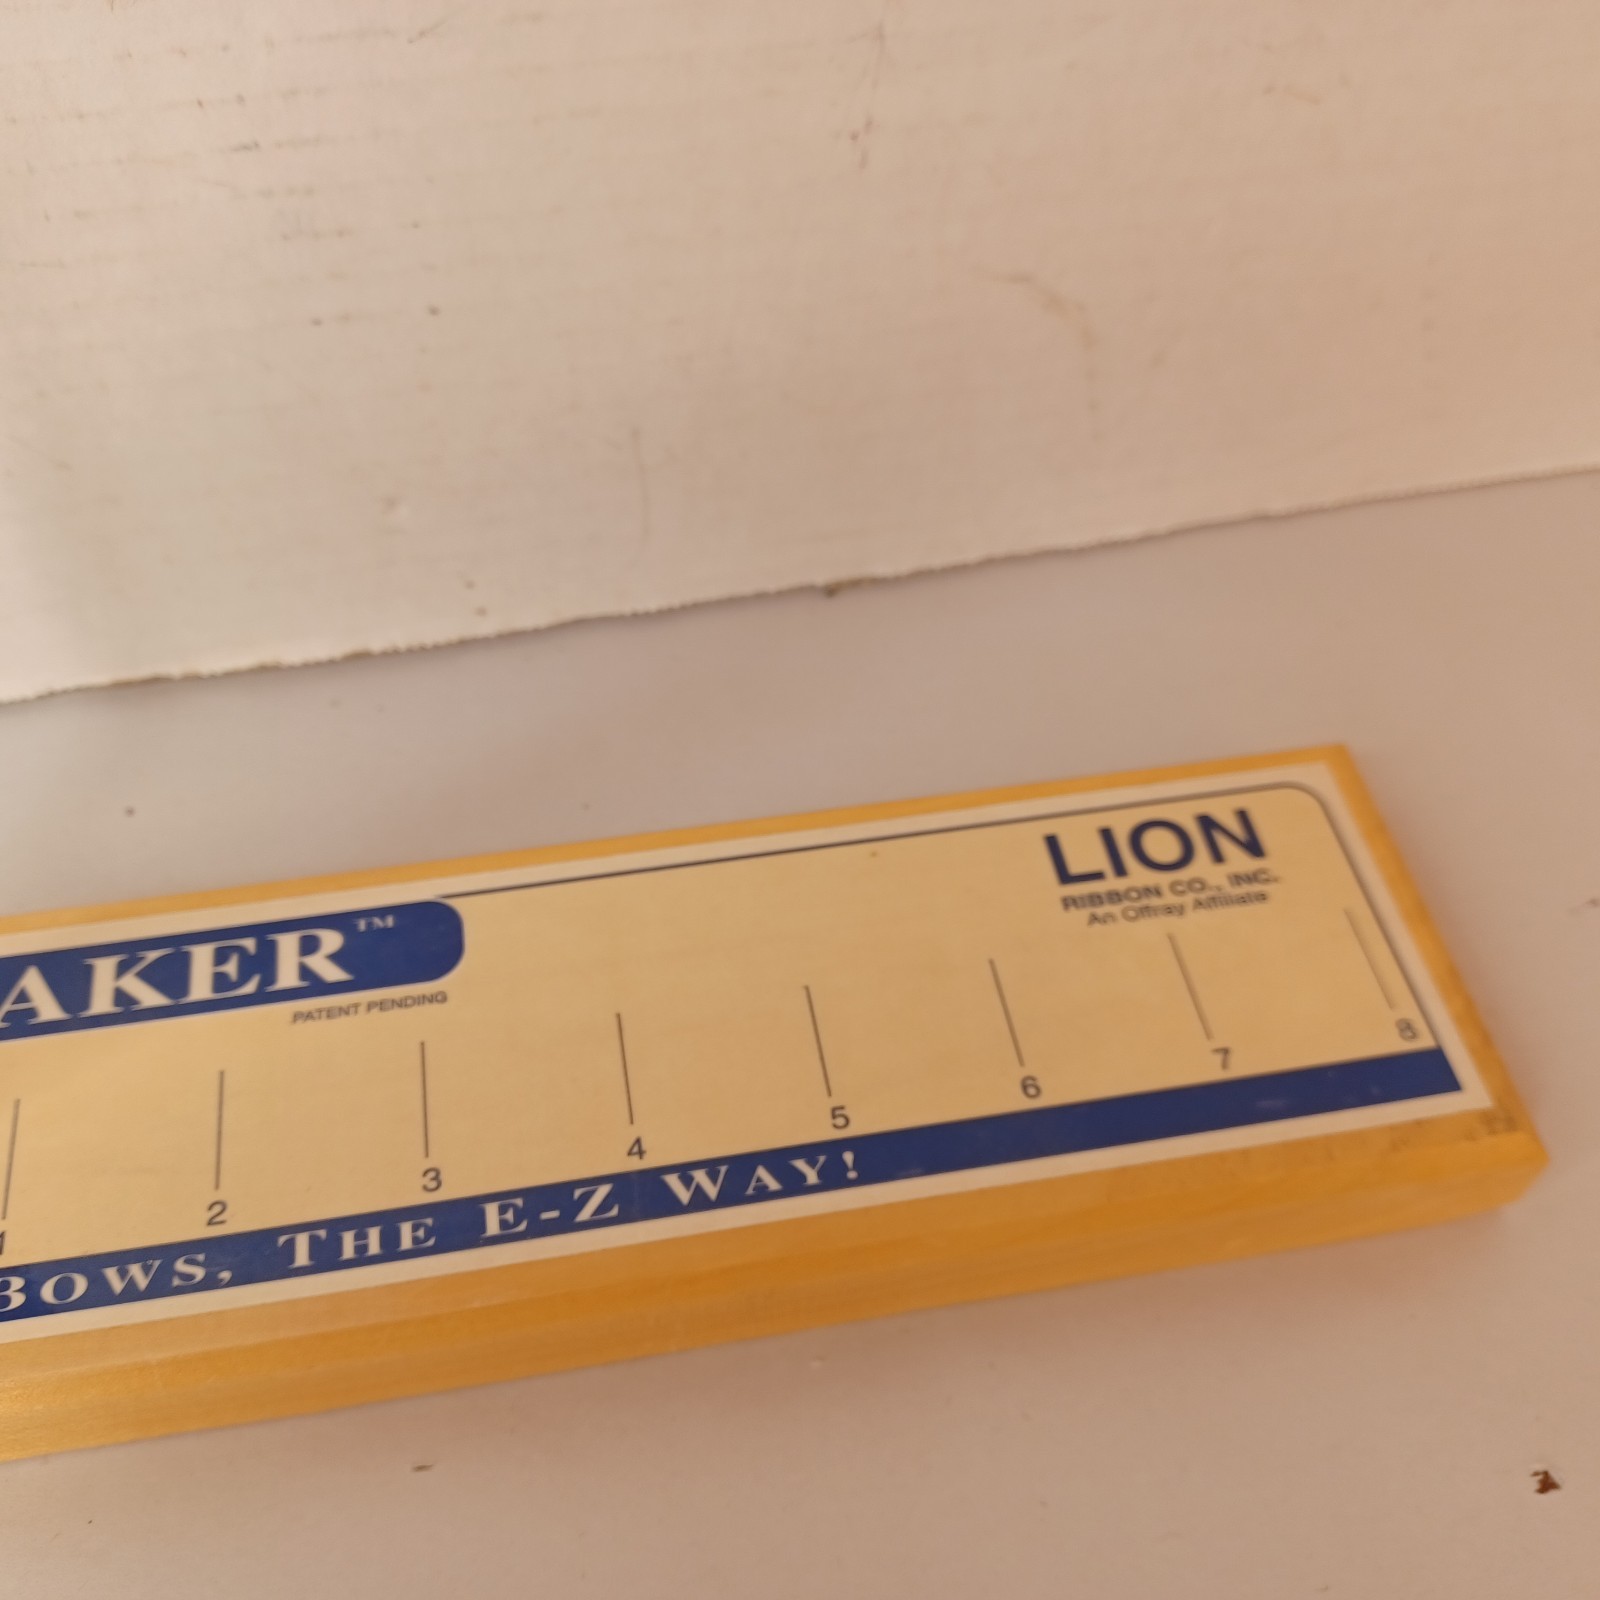 LION
RIBBON CO., INC.
An Offray Affiliate
AKER™
PATENT PENDING
1 2 3 4 5 6 7 8
BOWS, THE E-Z WAY!